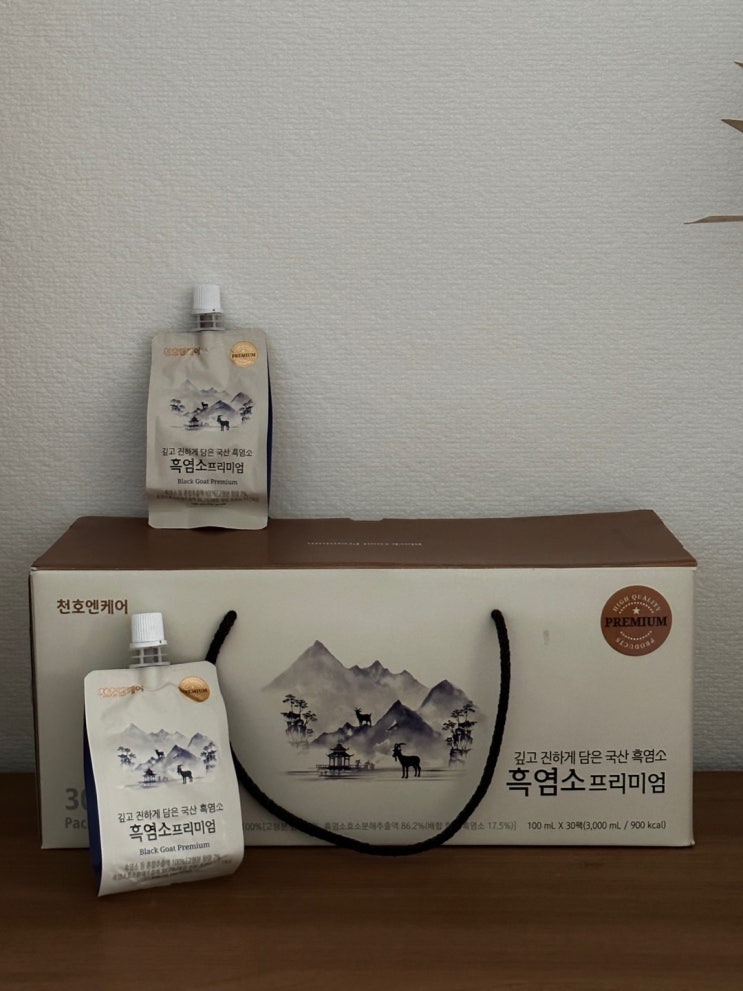 PREMIUM
깊고 진하게 담은 국산 흑염소
흑염소프리미엄
Black Goat Premium
천호엔케어
HIGH QUALITY
PREMIUM
PRODUCTS
깊고 진하게 담은 국산 흑염소
흑염소프리미엄
100 mL X 30팩(3,000 mL / 900 kcal)
케어
PREMIUM
깊고 진하게 담은 국산 흑염소
흑염소프리미엄
Black Goat Premium